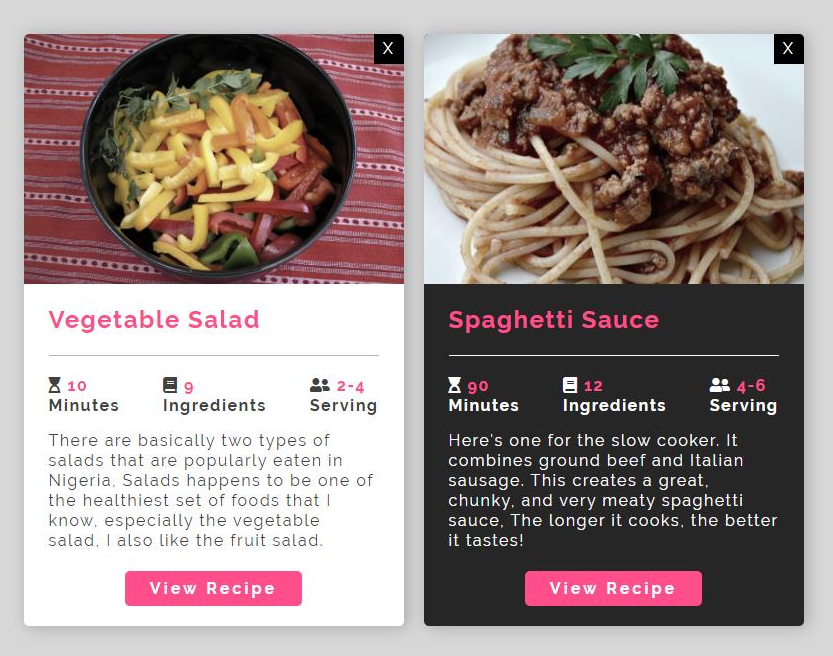 X
Vegetable Salad
10 Minutes
9 Ingredients
2-4 Serving
There are basically two types of
salads that are popularly eaten in
Nigeria, Salads happens to be one of
the healthiest set of foods that I
know, especially the vegetable
salad, I also like the fruit salad.
View Recipe
X
Spaghetti Sauce
90 Minutes
12 Ingredients
4-6 Serving
Here's one for the slow cooker. It
combines ground beef and Italian
sausage. This creates a great,
chunky, and very meaty spaghetti
sauce, The longer it cooks, the better
it tastes!
View Recipe